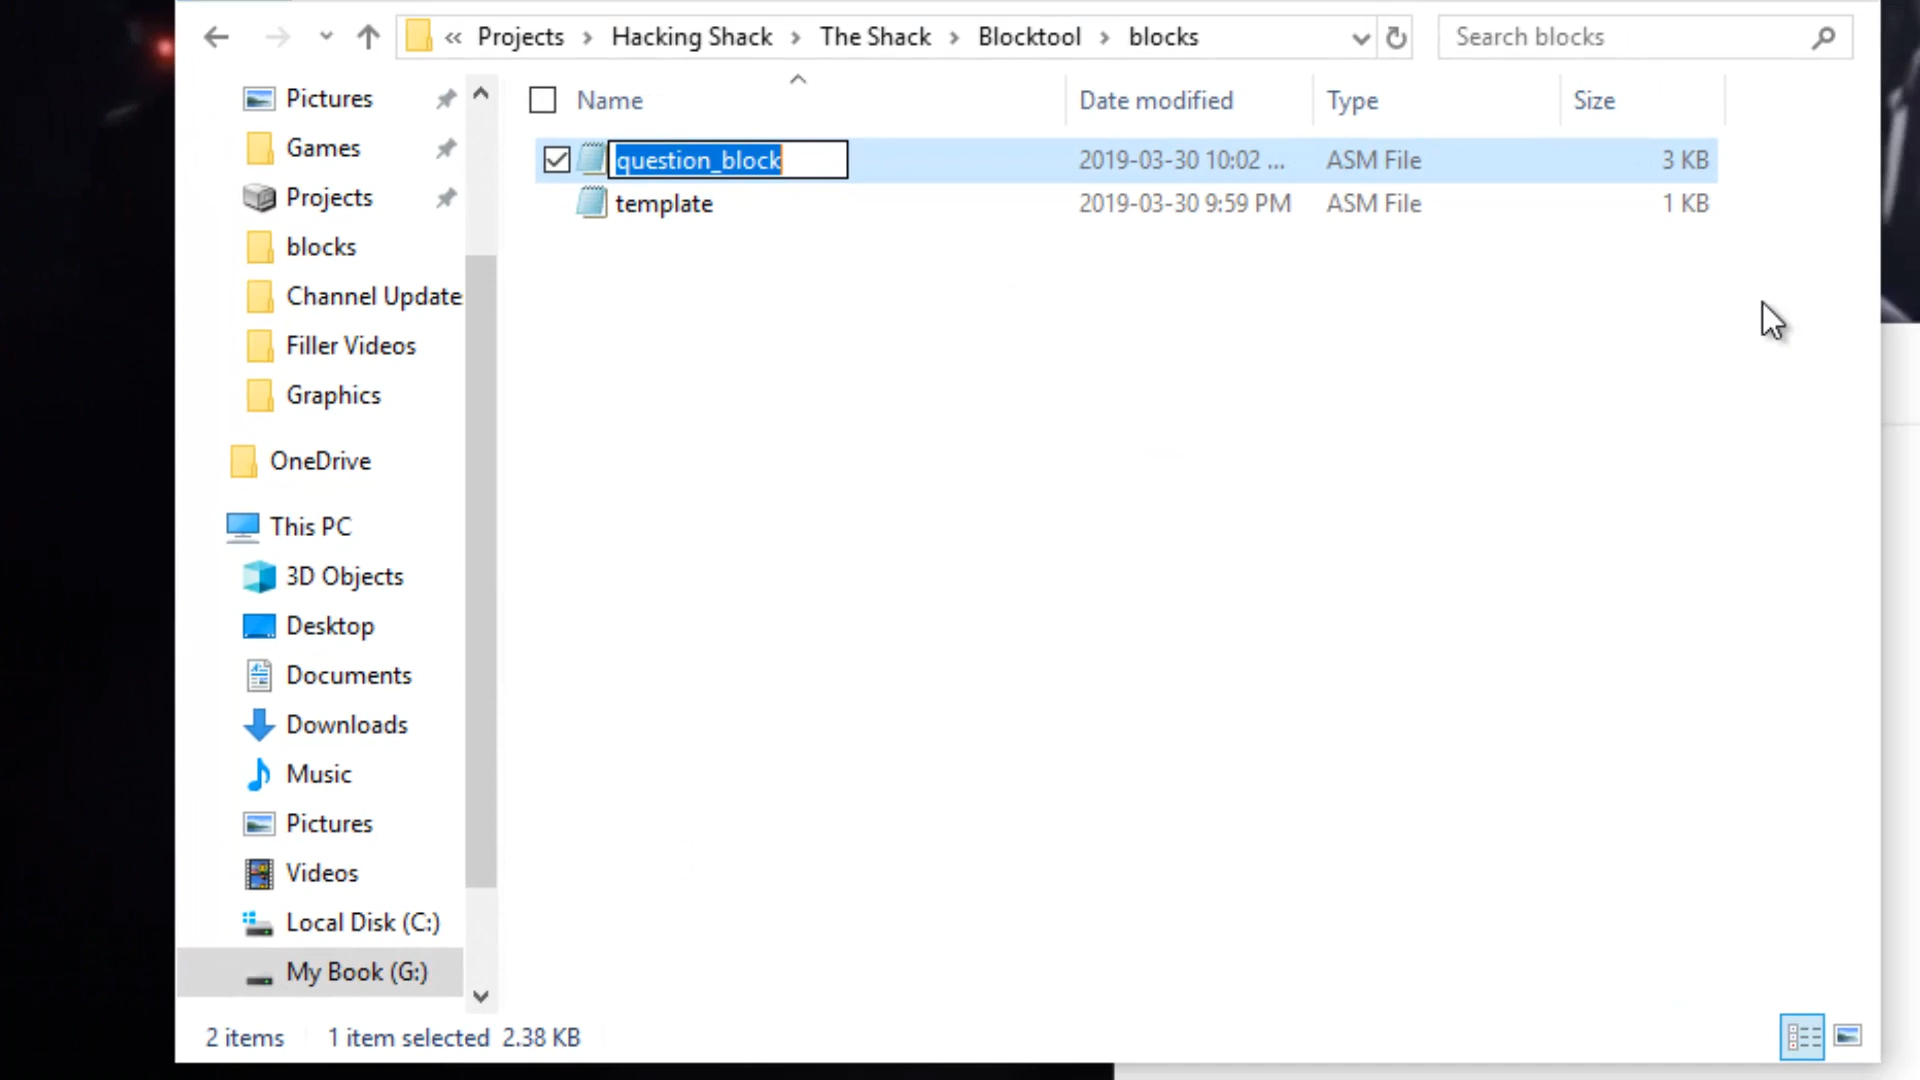 « Projects > Hacking Shack > The Shack > Blocktool > blocks
Search blocks
Name Date modified Type Size
question_block 2019-03-30 10:02 ... ASM File 3 KB
template 2019-03-30 9:59 PM ASM File 1 KB
Pictures
Games
Projects
blocks
Channel Update
Filler Videos
Graphics
OneDrive
This PC
3D Objects
Desktop
Documents
Downloads
Music
Pictures
Videos
Local Disk (C:)
My Book (G:)
2 items 1 item selected 2.38 KB